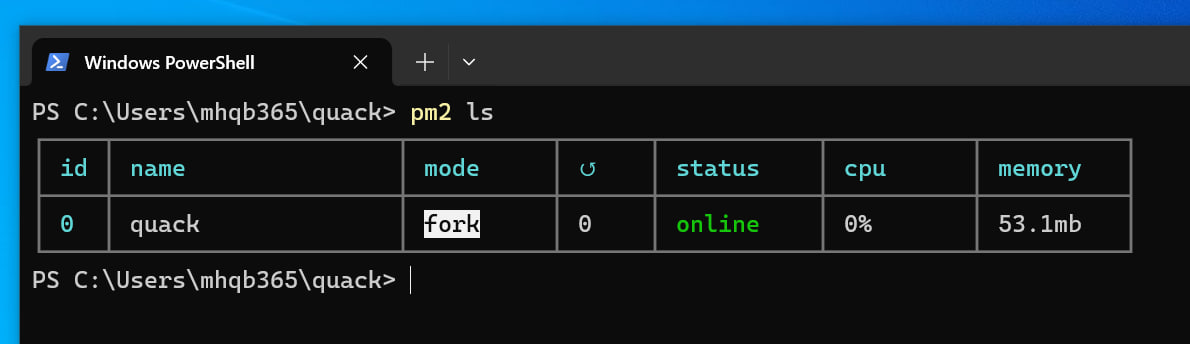 Windows PowerShell
PS C:\Users\mhqb365\quack> pm2 ls
id name mode ↺ status cpu memory
0 quack fork 0 online 0% 53.1mb
PS C:\Users\mhqb365\quack>